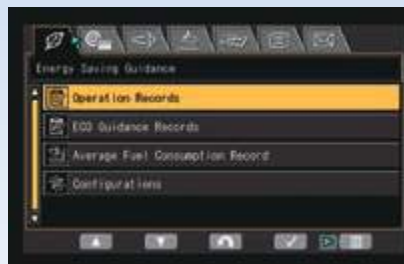 Energy Saving Guidance
Operation Records
ECO Guidance Records
Average Fuel Consumption Record
Configurations